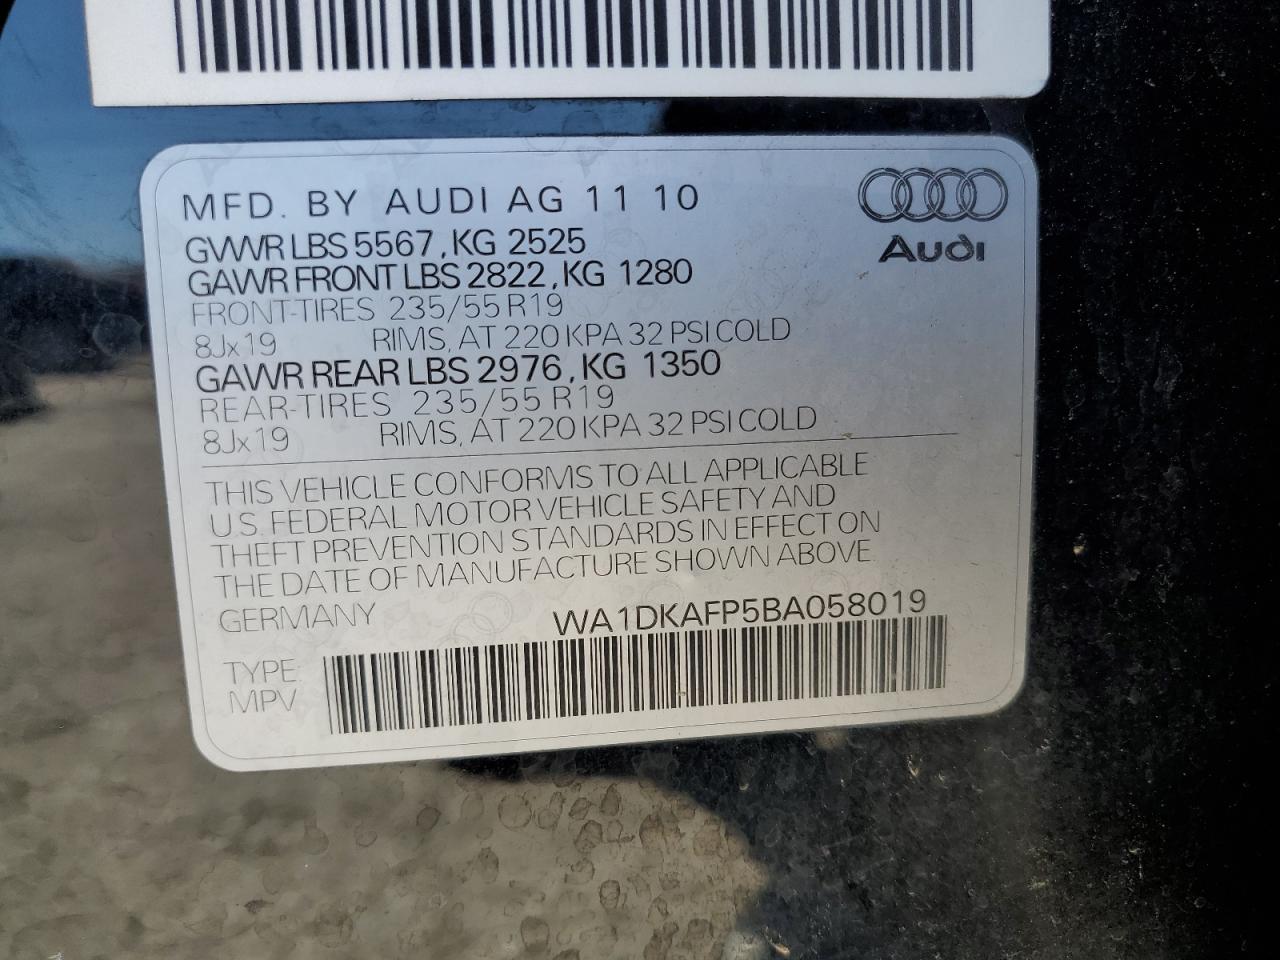 MFD. BY AUDI AG 11 10
Audi
GVWR LBS 5567, KG 2525
GAWR FRONT LBS 2822, KG 1280
FRONT-TIRES 235/55 R19
8Jx19 RIMS, AT 220 KPA 32 PSI COLD
GAWR REAR LBS 2976, KG 1350
REAR-TIRES 235/55 R19
8Jx19 RIMS, AT 220 KPA 32 PSI COLD
THIS VEHICLE CONFORMS TO ALL APPLICABLE
U.S. FEDERAL MOTOR VEHICLE SAFETY AND
THEFT PREVENTION STANDARDS IN EFFECT ON
THE DATE OF MANUFACTURE SHOWN ABOVE
GERMANY WA1DKAFP5BA058019
TYPE:
MPV